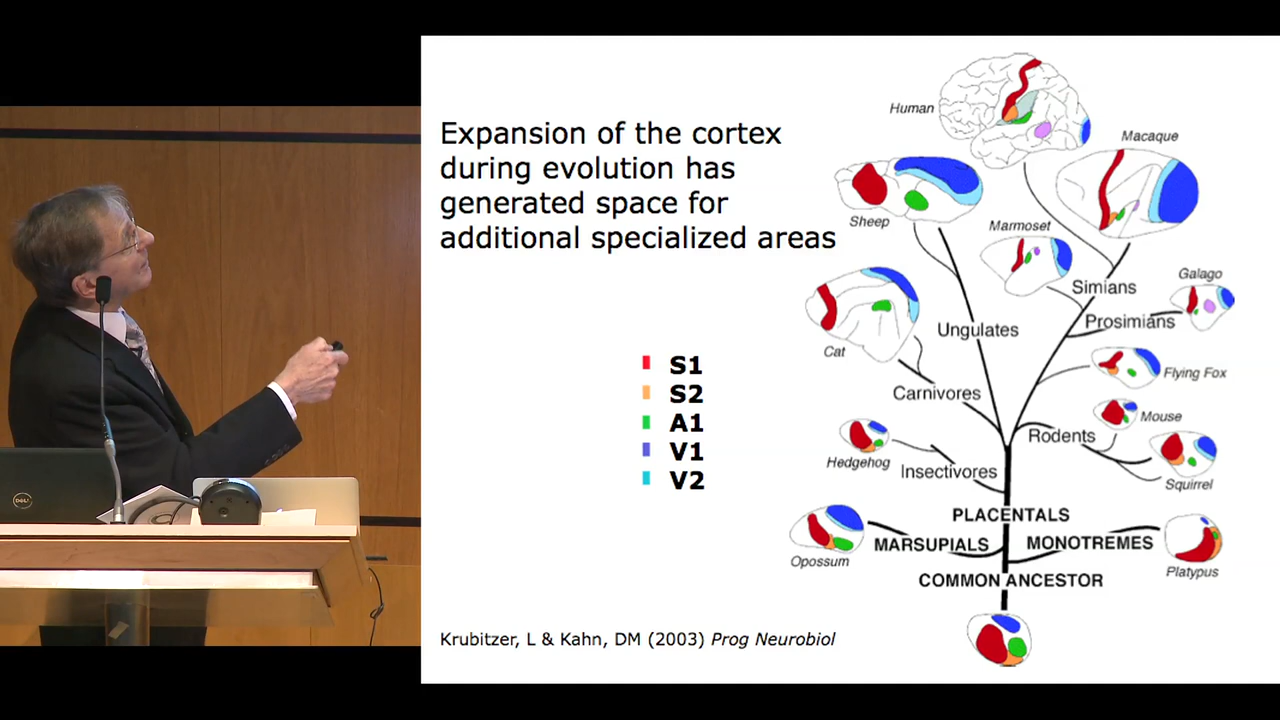 Expansion of the cortex
during evolution has
generated space for
additional specialized areas
S1
S2
A1
V1
V2
Human
Macaque
Sheep
Marmoset
Galago
Simians
Prosimians
Ungulates
Cat
Flying Fox
Carnivores
Mouse
Rodents
Hedgehog
Insectivores
Squirrel
PLACENTALS
MARSUPIALS
MONOTREMES
Opossum
Platypus
COMMON ANCESTOR
Krubitzer, L & Kahn, DM (2003) Prog Neurobiol
DELL